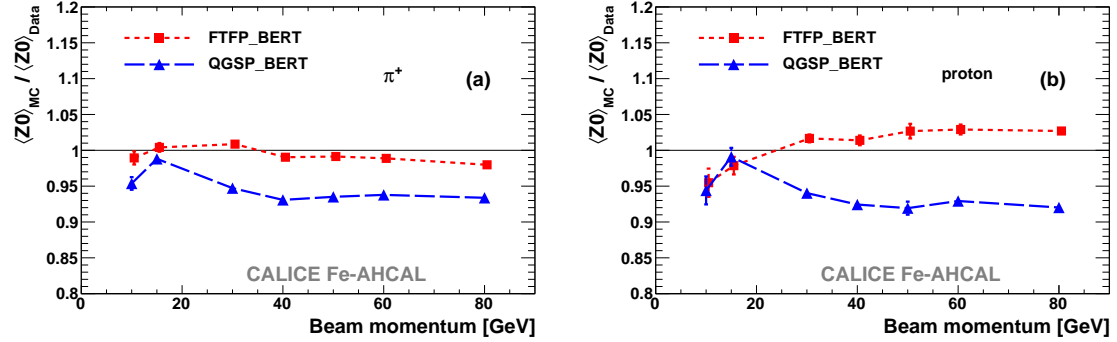 ⟨Z0⟩MC / ⟨Z0⟩Data
1.2
1.15
1.1
1.05
1
0.95
0.9
0.85
0.8
FTFP_BERT
QGSP_BERT
π+
(a)
CALICE Fe-AHCAL
0 20 40 60 80
Beam momentum [GeV]
⟨Z0⟩MC / ⟨Z0⟩Data
1.2
1.15
1.1
1.05
1
0.95
0.9
0.85
0.8
FTFP_BERT
QGSP_BERT
proton
(b)
CALICE Fe-AHCAL
0 20 40 60 80
Beam momentum [GeV]